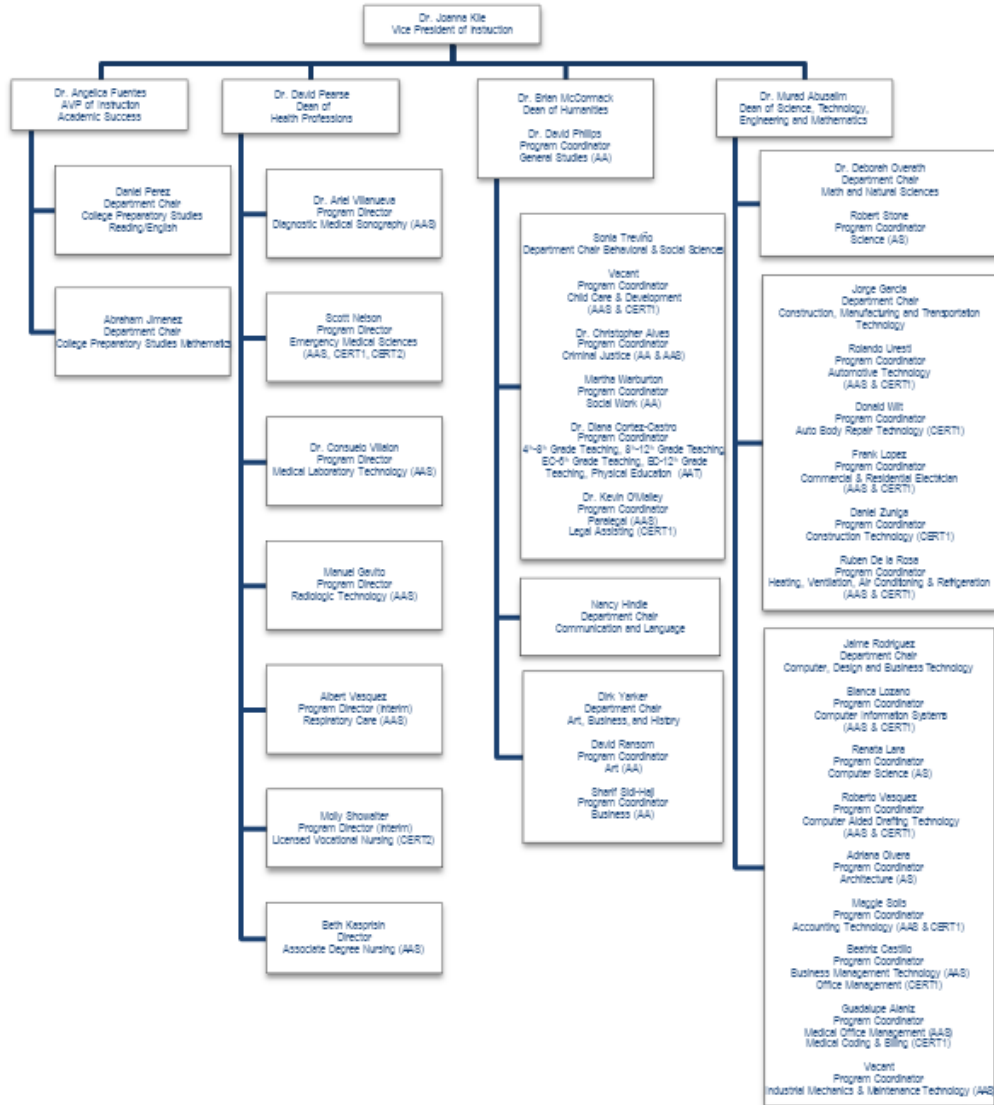 Dr. Joanna Kile
Vice President of Instruction
Dr. Angelica Fuentes
AVP of Instruction
Academic Success
Daniel Perez
Department Chair
College Preparatory Studies
Reading/English
Abraham Jimenez
Department Chair
College Preparatory Studies Mathematics
Dr. David Pearse
Dean of
Health Professions
Dr. Ariel Villanueva
Program Director
Diagnostic Medical Sonography (AAS)
Scott Nelson
Program Director
Emergency Medical Sciences
(AAS, CERT1, CERT2)
Dr. Consuelo Villalon
Program Director
Medical Laboratory Technology (AAS)
Manuel Gavito
Program Director
Radiologic Technology (AAS)
Albert Vasquez
Program Director (Interim)
Respiratory Care (AAS)
Molly Showalter
Program Director (Interim)
Licensed Vocational Nursing (CERT2)
Beth Kasprisin
Director
Associate Degree Nursing (AAS)
Dr. Brian McCormack
Dean of Humanities
Dr. David Philips
Program Coordinator
General Studies (AA)
Sonia Treviño
Department Chair Behavioral & Social Sciences
Vacant
Program Coordinator
Child Care & Development
(AAS & CERT1)
Dr. Christopher Alves
Program Coordinator
Criminal Justice (AA & AAS)
Martha Warburton
Program Coordinator
Social Work (AA)
Dr. Diana Cortez-Castro
Program Coordinator
4th-8th Grade Teaching, 8th-12th Grade Teaching,
EC-6th Grade Teaching, EC-12th Grade
Teaching, Physical Education (AAT)
Dr. Kevin O'Malley
Program Coordinator
Paralegal (AAS)
Legal Assisting (CERT1)
Nancy Hindle
Department Chair
Communication and Language
Dirk Yarker
Department Chair
Art, Business, and History
David Ransom
Program Coordinator
Art (AA)
Sharif Sidi-Haji
Program Coordinator
Business (AA)
Dr. Murad Abusalim
Dean of Science, Technology,
Engineering and Mathematics
Dr. Deborah Overath
Department Chair
Math and Natural Sciences
Robert Stone
Program Coordinator
Science (AS)
Jorge Garcia
Department Chair
Construction, Manufacturing and Transportation
Technology
Rolando Uresti
Program Coordinator
Automotive Technology
(AAS & CERT1)
Donald Wilt
Program Coordinator
Auto Body Repair Technology (CERT1)
Frank Lopez
Program Coordinator
Commercial & Residential Electrician
(AAS & CERT1)
Daniel Zuniga
Program Coordinator
Construction Technology (CERT1)
Ruben De la Rosa
Program Coordinator
Heating, Ventilation, Air Conditioning & Refrigeration
(AAS & CERT1)
Jaime Rodriguez
Department Chair
Computer, Design and Business Technology
Blanca Lozano
Program Coordinator
Computer Information Systems
(AAS & CERT1)
Renata Lara
Program Coordinator
Computer Science (AS)
Roberto Vasquez
Program Coordinator
Computer Aided Drafting Technology
(AAS & CERT1)
Adriana Olvera
Program Coordinator
Architecture (AS)
Maggie Solis
Program Coordinator
Accounting Technology (AAS & CERT1)
Beatriz Castillo
Program Coordinator
Business Management Technology (AAS)
Office Management (CERT1)
Guadalupe Alaniz
Program Coordinator
Medical Office Management (AAS)
Medical Coding & Billing (CERT1)
Vacant
Program Coordinator
Industrial Mechanics & Maintenance Technology (AAS)